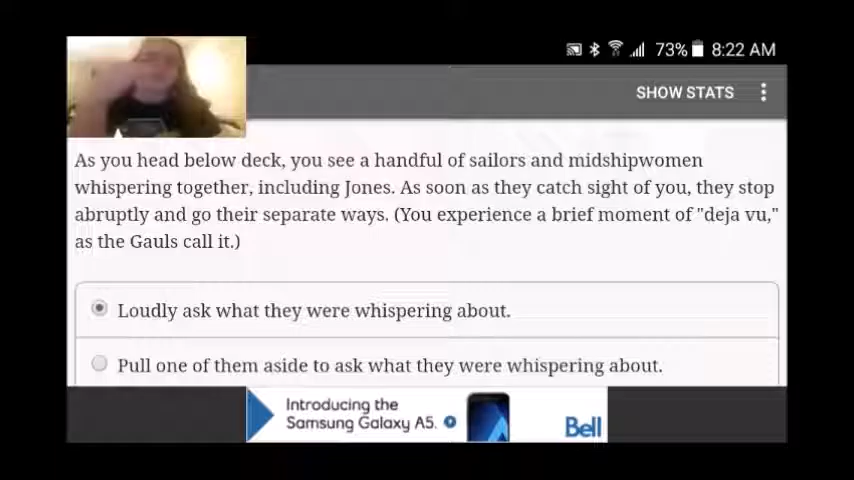 73% 8:22 AM
SHOW STATS
As you head below deck, you see a handful of sailors and midshipwomen
whispering together, including Jones. As soon as they catch sight of you, they stop
abruptly and go their separate ways. (You experience a brief moment of "deja vu,"
as the Gauls call it.)
Loudly ask what they were whispering about.
Pull one of them aside to ask what they were whispering about.
Introducing the
Samsung Galaxy A5.
Bell